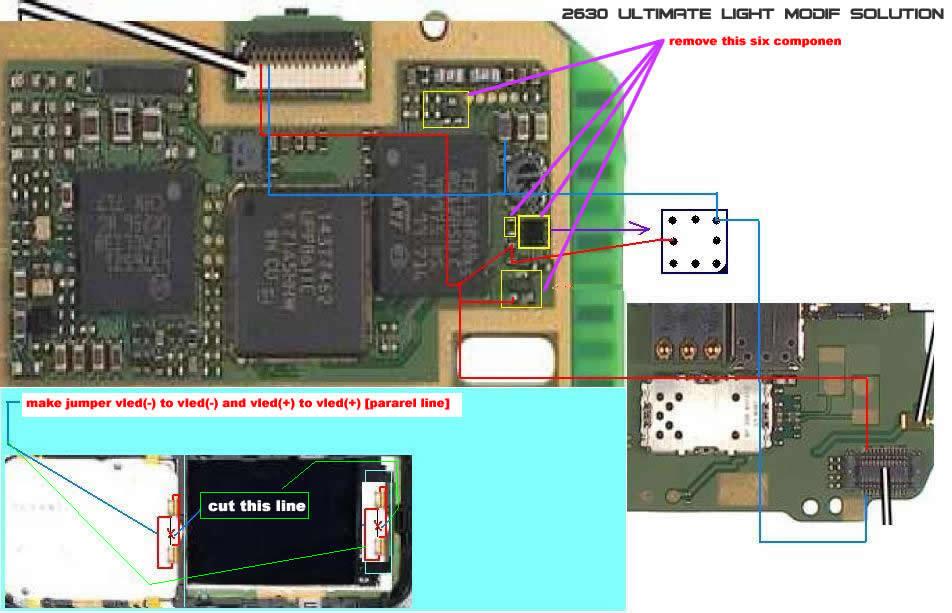 2630 ULTIMATE LIGHT MODIF SOLUTION
remove this six componen
make jumper vled(-) to vled(-) and vled(+) to vled(+) [pararel line]
cut this line